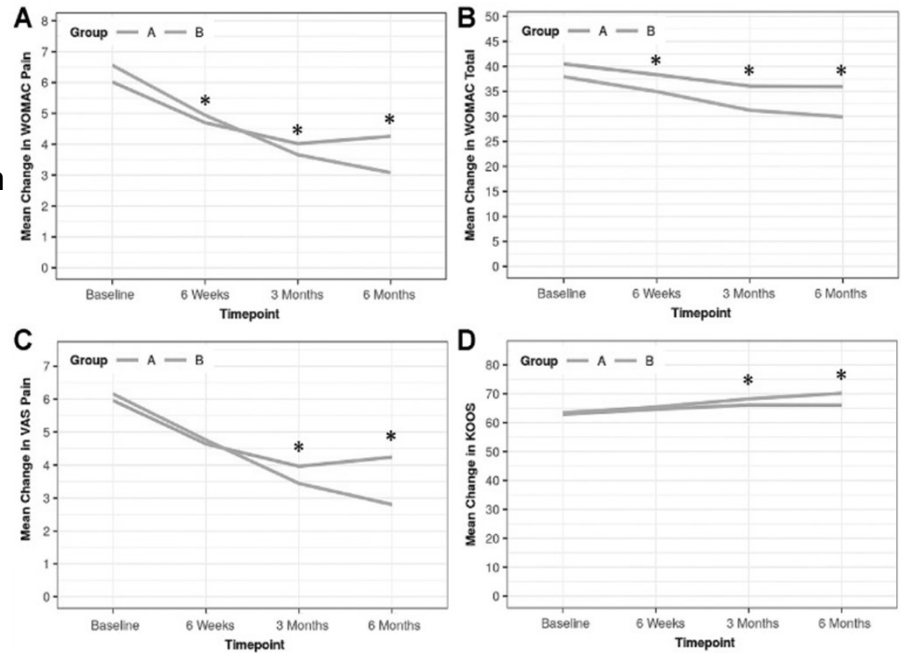 n
A
Mean Change in WOMAC Pain
8
7
6
5
4
3
2
1
0
Group A B
*
*
*
Baseline 6 Weeks 3 Months 6 Months
Timepoint
B
Mean Change in WOMAC Total
50
45
40
35
30
25
20
15
10
5
0
Group A B
*
*
*
Baseline 6 Weeks 3 Months 6 Months
Timepoint
C
Mean Change in VAS Pain
7
6
5
4
3
2
1
0
Group A B
*
*
Baseline 6 Weeks 3 Months 6 Months
Timepoint
D
Mean Change in KOOS
80
70
60
50
40
30
20
10
0
Group A B
*
*
Baseline 6 Weeks 3 Months 6 Months
Timepoint